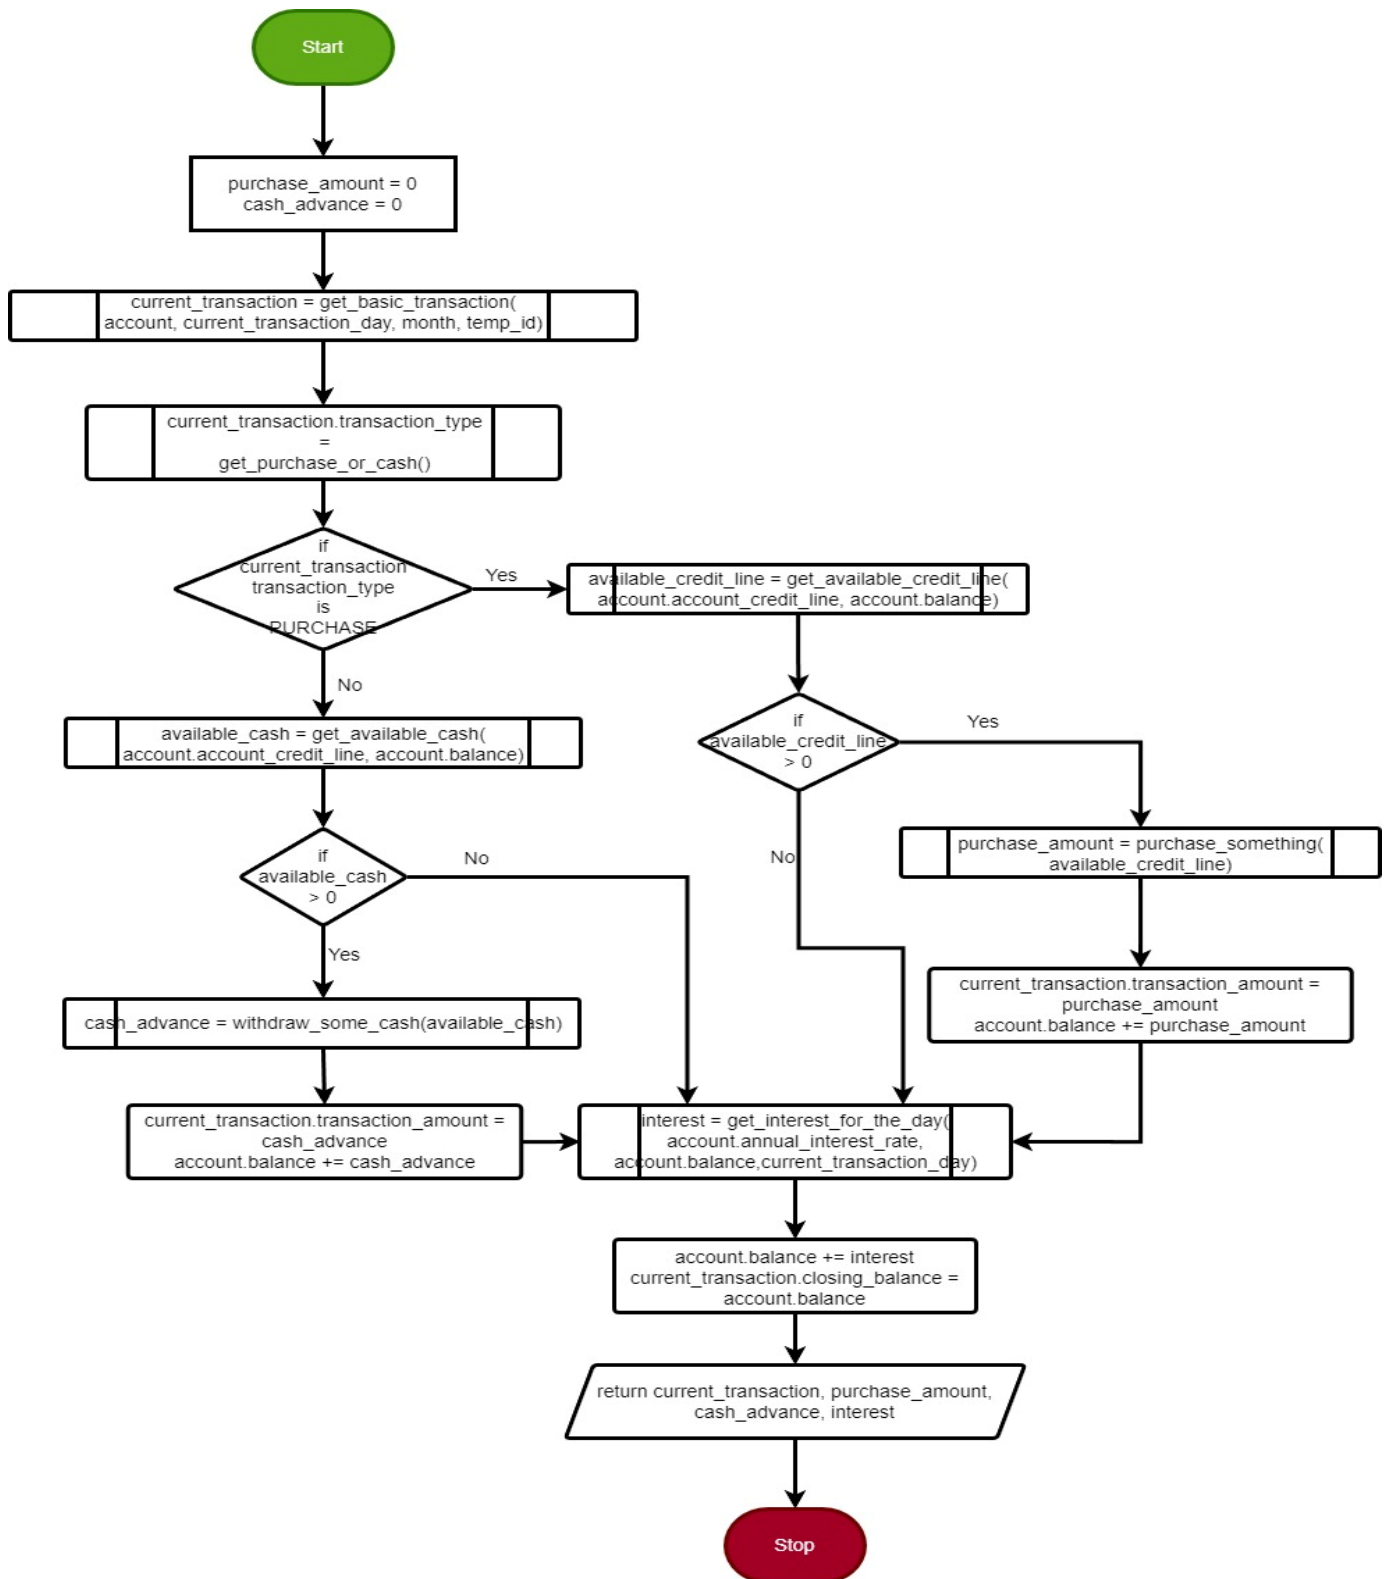 Start
purchase_amount = 0
cash_advance = 0
current_transaction = get_basic_transaction(
account, current_transaction_day, month, temp_id)
current_transaction.transaction_type
=
get_purchase_or_cash()
if
current_transaction
transaction_type
is
PURCHASE
Yes
available_credit_line = get_available_credit_line(
account.account_credit_line, account.balance)
No
available_cash = get_available_cash(
account.account_credit_line, account.balance)
if
available_credit_line
> 0
Yes
No
purchase_amount = purchase_something(
available_credit_line)
if
available_cash
> 0
No
Yes
current_transaction.transaction_amount =
purchase_amount
account.balance += purchase_amount
cash_advance = withdraw_some_cash(available_cash)
current_transaction.transaction_amount =
cash_advance
account.balance += cash_advance
interest = get_interest_for_the_day(
account.annual_interest_rate,
account.balance,current_transaction_day)
account.balance += interest
current_transaction.closing_balance =
account.balance
return current_transaction, purchase_amount,
cash_advance, interest
Stop